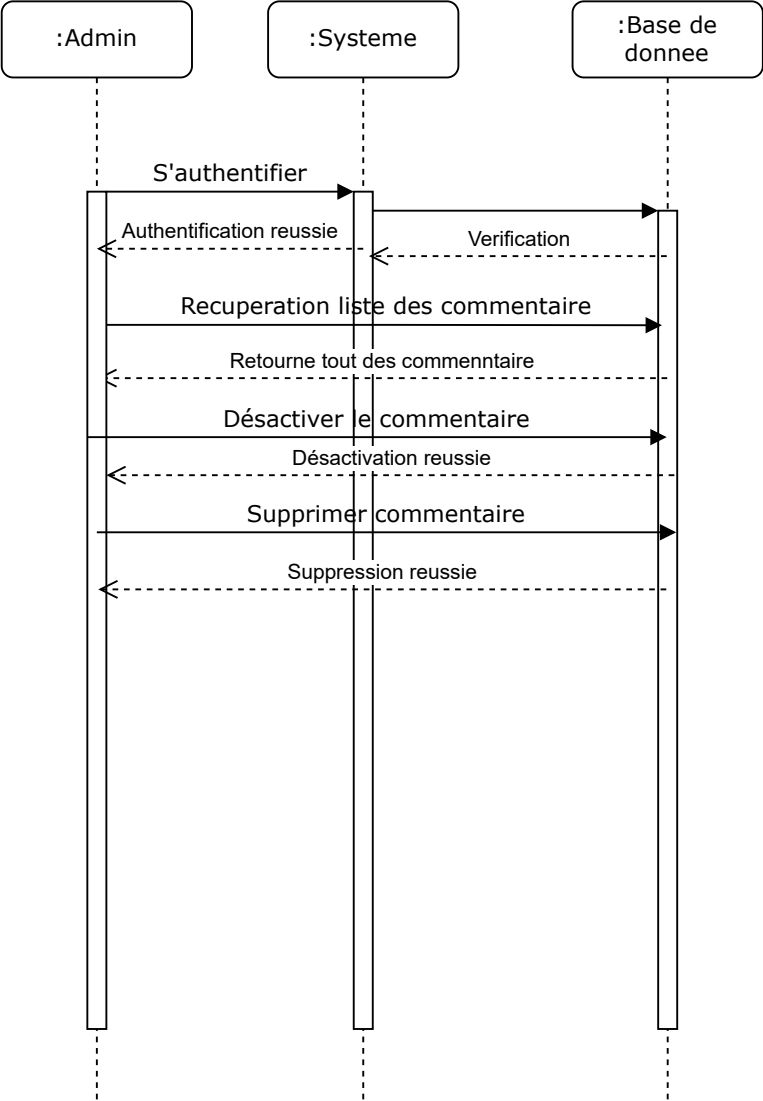 :Admin
:Systeme
:Base de
donnee
S'authentifier
Authentification reussie
Verification
Recuperation liste des commentaire
Retourne tout des commenntaire
Désactiver le commentaire
Désactivation reussie
Supprimer commentaire
Suppression reussie